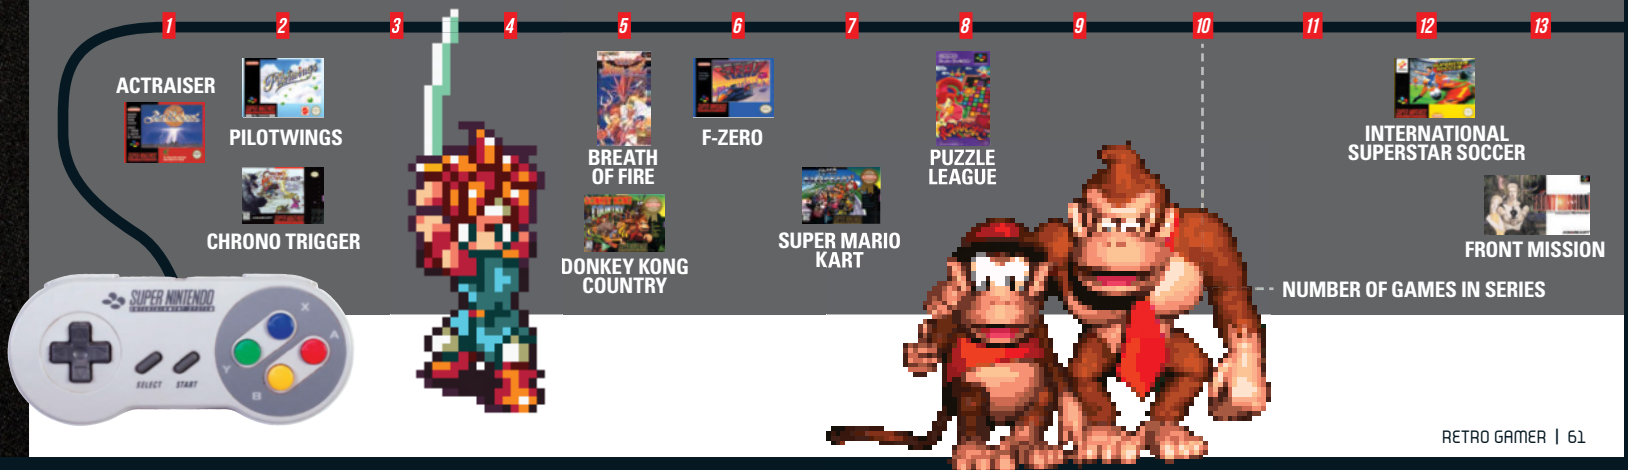 1 2 3 4 5 6 7 8 9 10 11 12 13
ACTRAISER
PILOTWINGS
CHRONO TRIGGER
BREATH
OF FIRE
DONKEY KONG
COUNTRY
F-ZERO
SUPER MARIO
KART
PUZZLE
LEAGUE
INTERNATIONAL
SUPERSTAR SOCCER
FRONT MISSION
NUMBER OF GAMES IN SERIES
SUPER NINTENDO
ENTERTAINMENT SYSTEM
X
A
Y
B
SELECT START
RETRO GAMER | 61